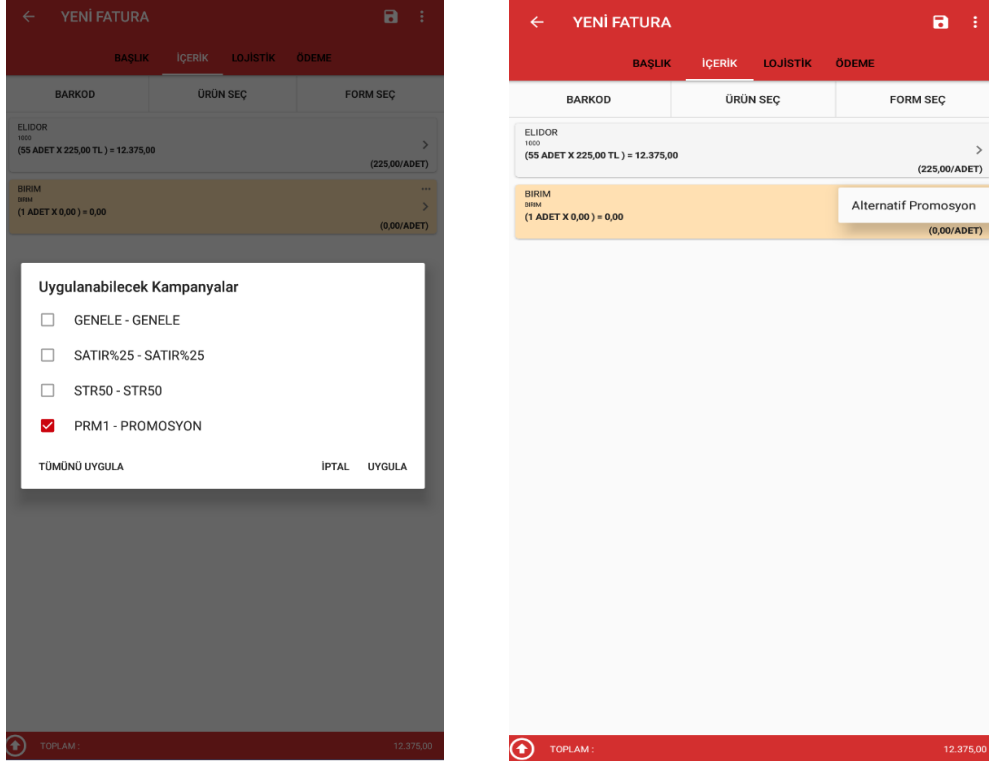 YENİ FATURA
BAŞLIK İÇERİK LOJİSTİK ÖDEME
BARKOD ÜRÜN SEÇ FORM SEÇ
ELIDOR
1000
(55 ADET X 225,00 TL ) = 12.375,00
(225,00/ADET)
BIRIM
BIRIM
(1 ADET X 0,00 ) = 0,00
(0,00/ADET)
Uygulanabilecek Kampanyalar
GENELE - GENELE
SATIR%25 - SATIR%25
STR50 - STR50
PRM1 - PROMOSYON
TÜMÜNÜ UYGULA İPTAL UYGULA
TOPLAM : 12.375,00
YENİ FATURA
BAŞLIK İÇERİK LOJİSTİK ÖDEME
BARKOD ÜRÜN SEÇ FORM SEÇ
ELIDOR
1000
(55 ADET X 225,00 TL ) = 12.375,00
(225,00/ADET)
BIRIM
BIRIM
Alternatif Promosyon
(1 ADET X 0,00 ) = 0,00
(0,00/ADET)
TOPLAM : 12.375,00